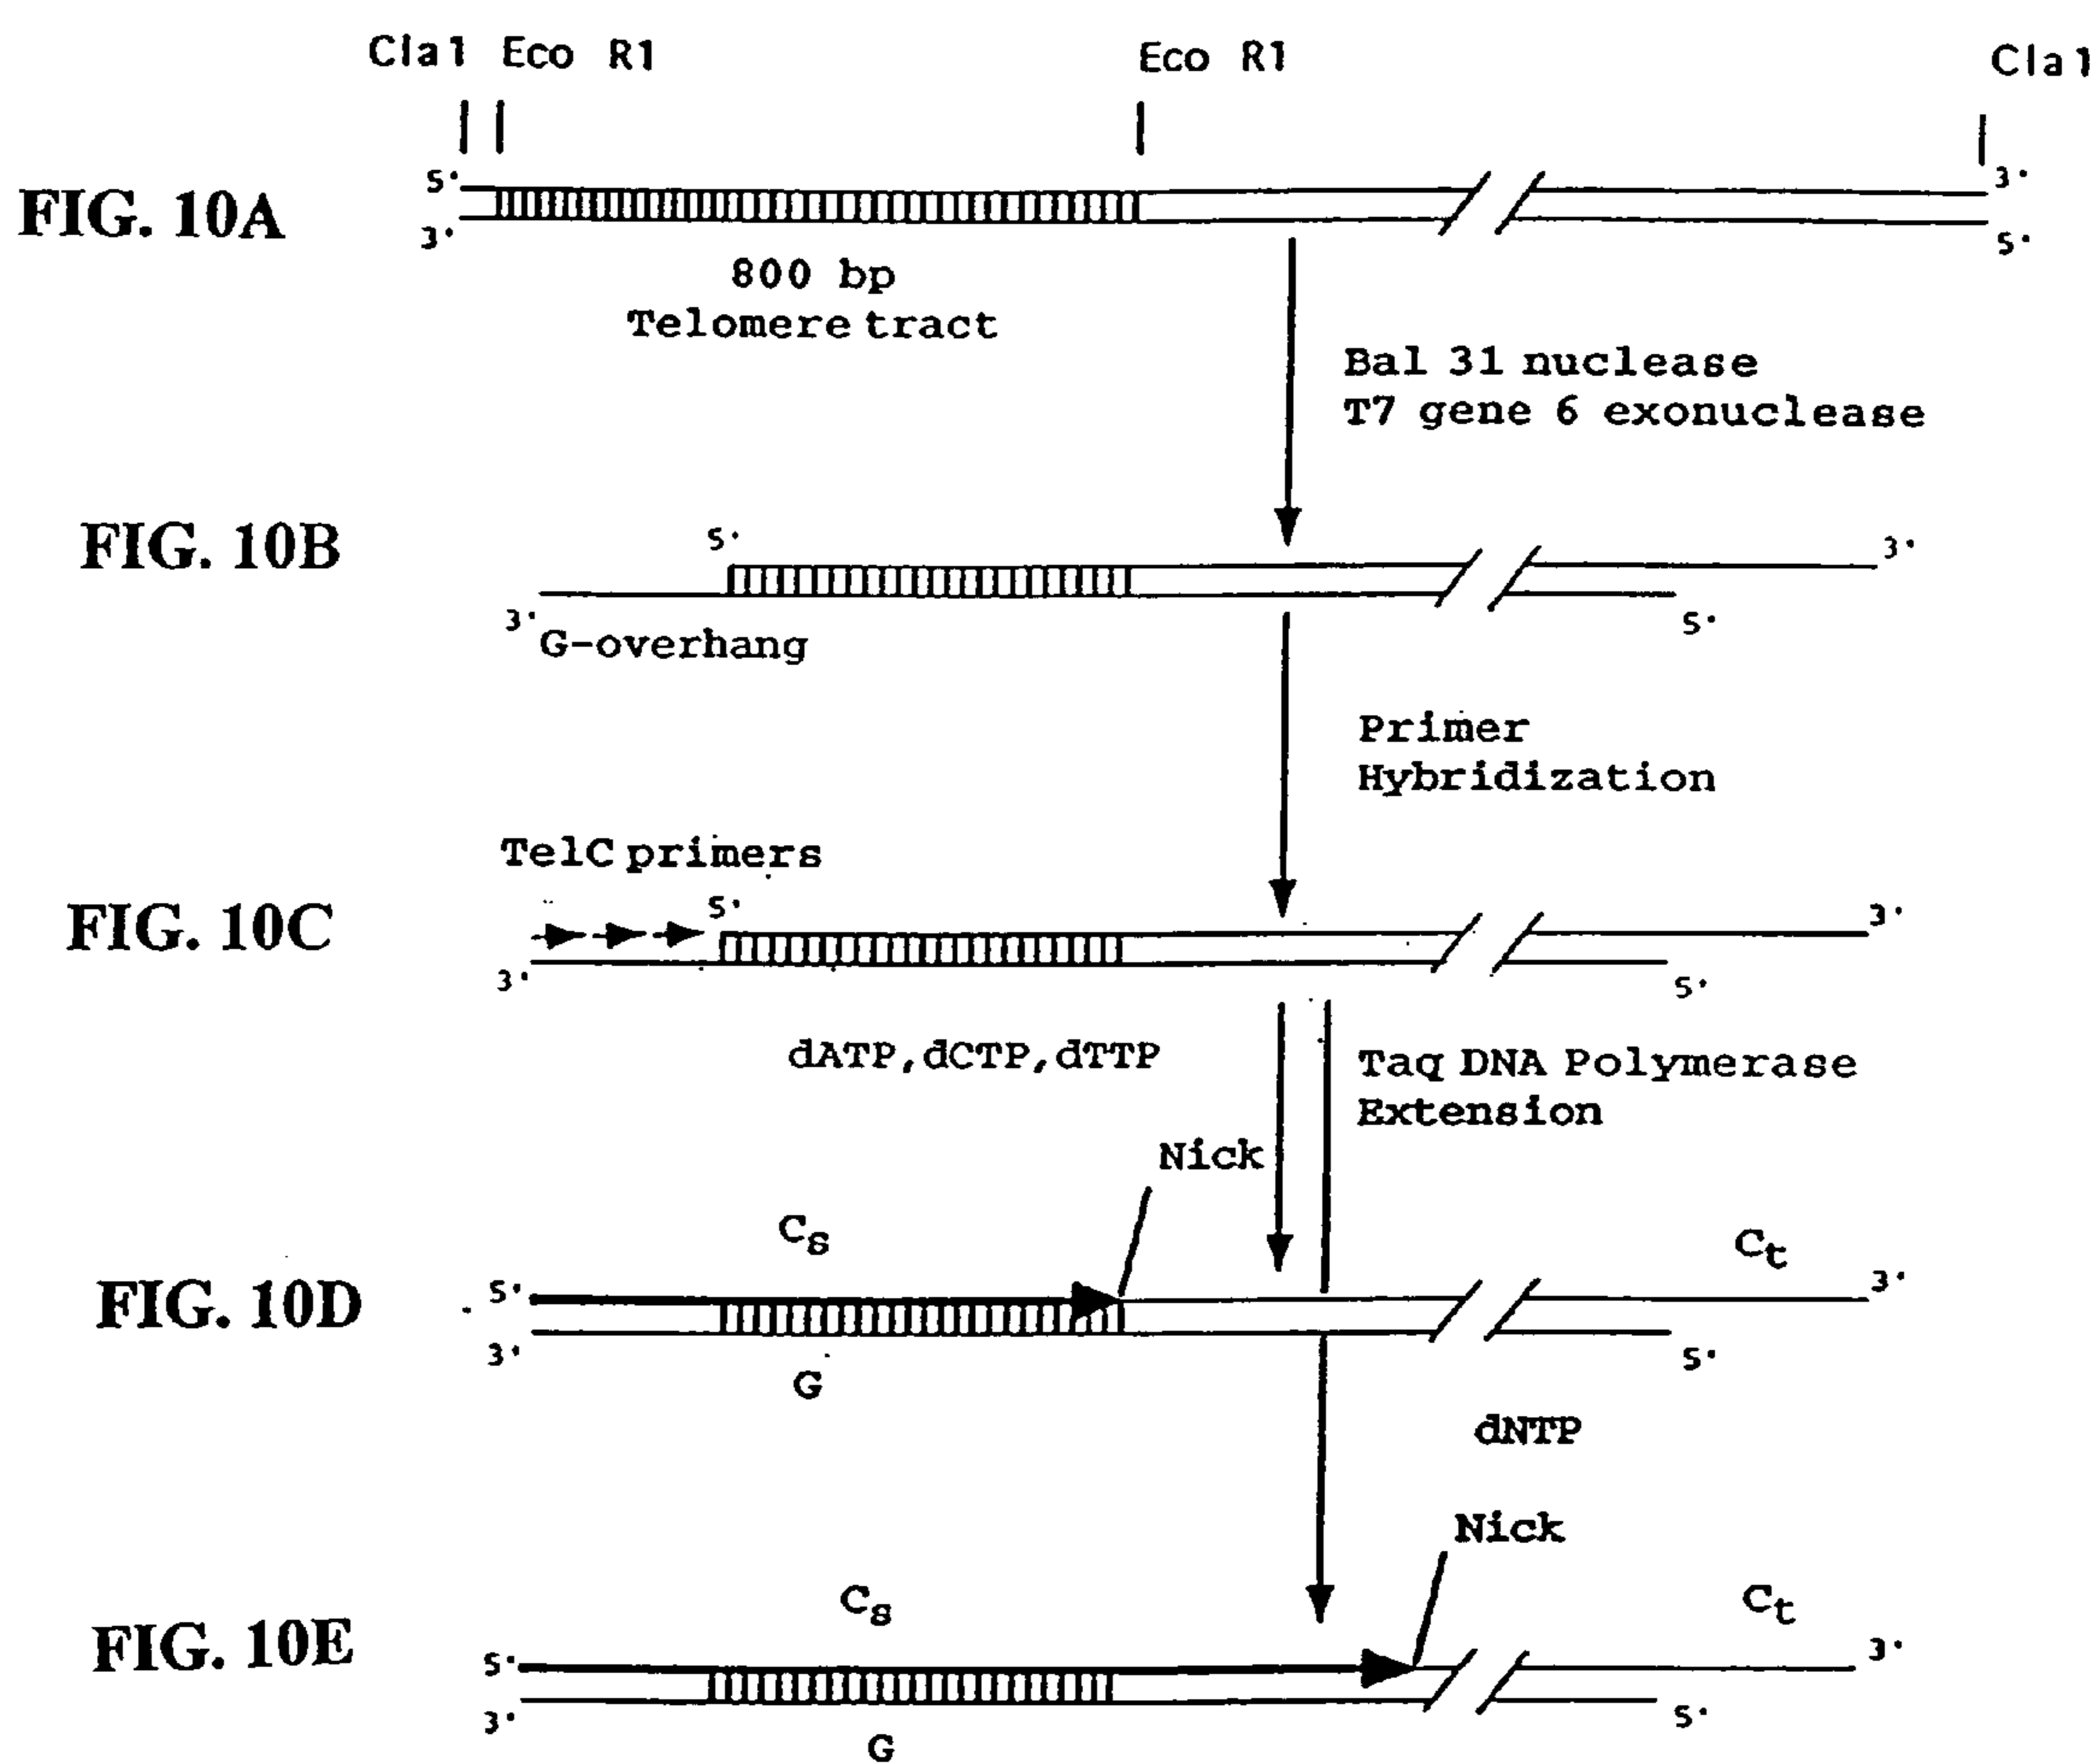 Cla1 Eco R1 Eco R1 Cla1
5' 3'
FIG. 10A
3' 5'
800 bp
Telomere tract
Bal 31 nuclease
T7 gene 6 exonuclease
FIG. 10B
5' 3'
3' G-overhang 5'
Primer
Hybridization
TelC primers
FIG. 10C
5' 3'
3' 5'
dATP,dCTP,dTTP
Taq DNA Polymerase
Extension
Nick
Cs Ct
FIG. 10D
5' 3'
3' 5'
G
dNTP
Nick
Cs Ct
FIG. 10E
5' 3'
3' 5'
G